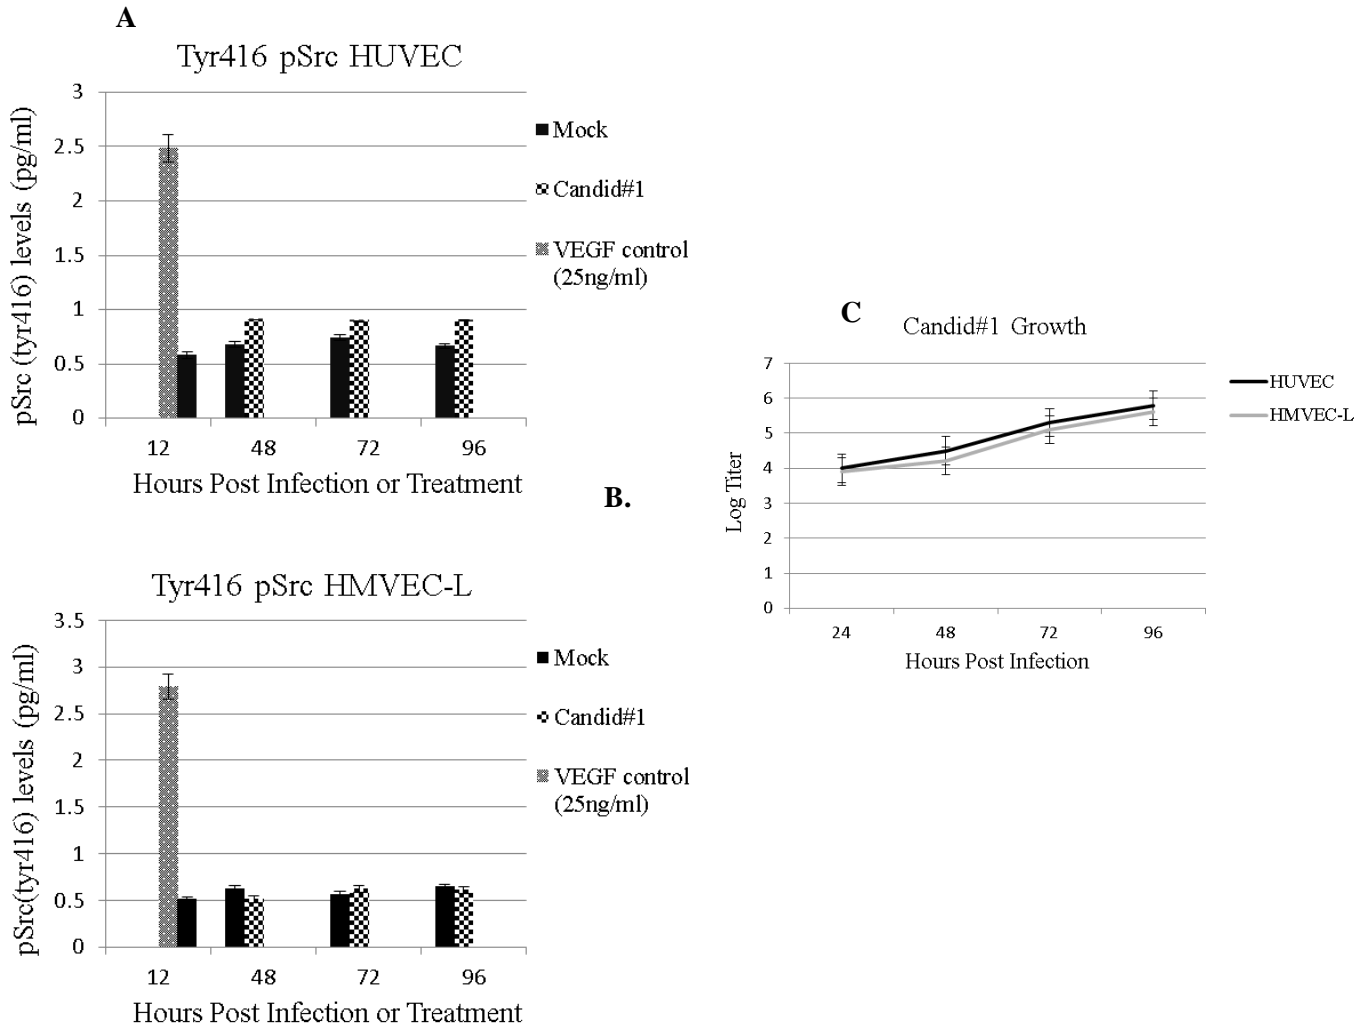 A
Tyr416 pSrc HUVEC
pSrc (tyr416) levels (pg/ml)
3
2.5
2
1.5
1
0.5
0
12 48 72 96
Hours Post Infection or Treatment
Mock
Candid#1
VEGF control
(25ng/ml)
B.
Tyr416 pSrc HMVEC-L
pSrc(tyr416) levels (pg/ml)
3.5
3
2.5
2
1.5
1
0.5
0
12 48 72 96
Hours Post Infection or Treatment
Mock
Candid#1
VEGF control
(25ng/ml)
C
Candid#1 Growth
Log Titer
7
6
5
4
3
2
1
0
24 48 72 96
Hours Post Infection
HUVEC
HMVEC-L